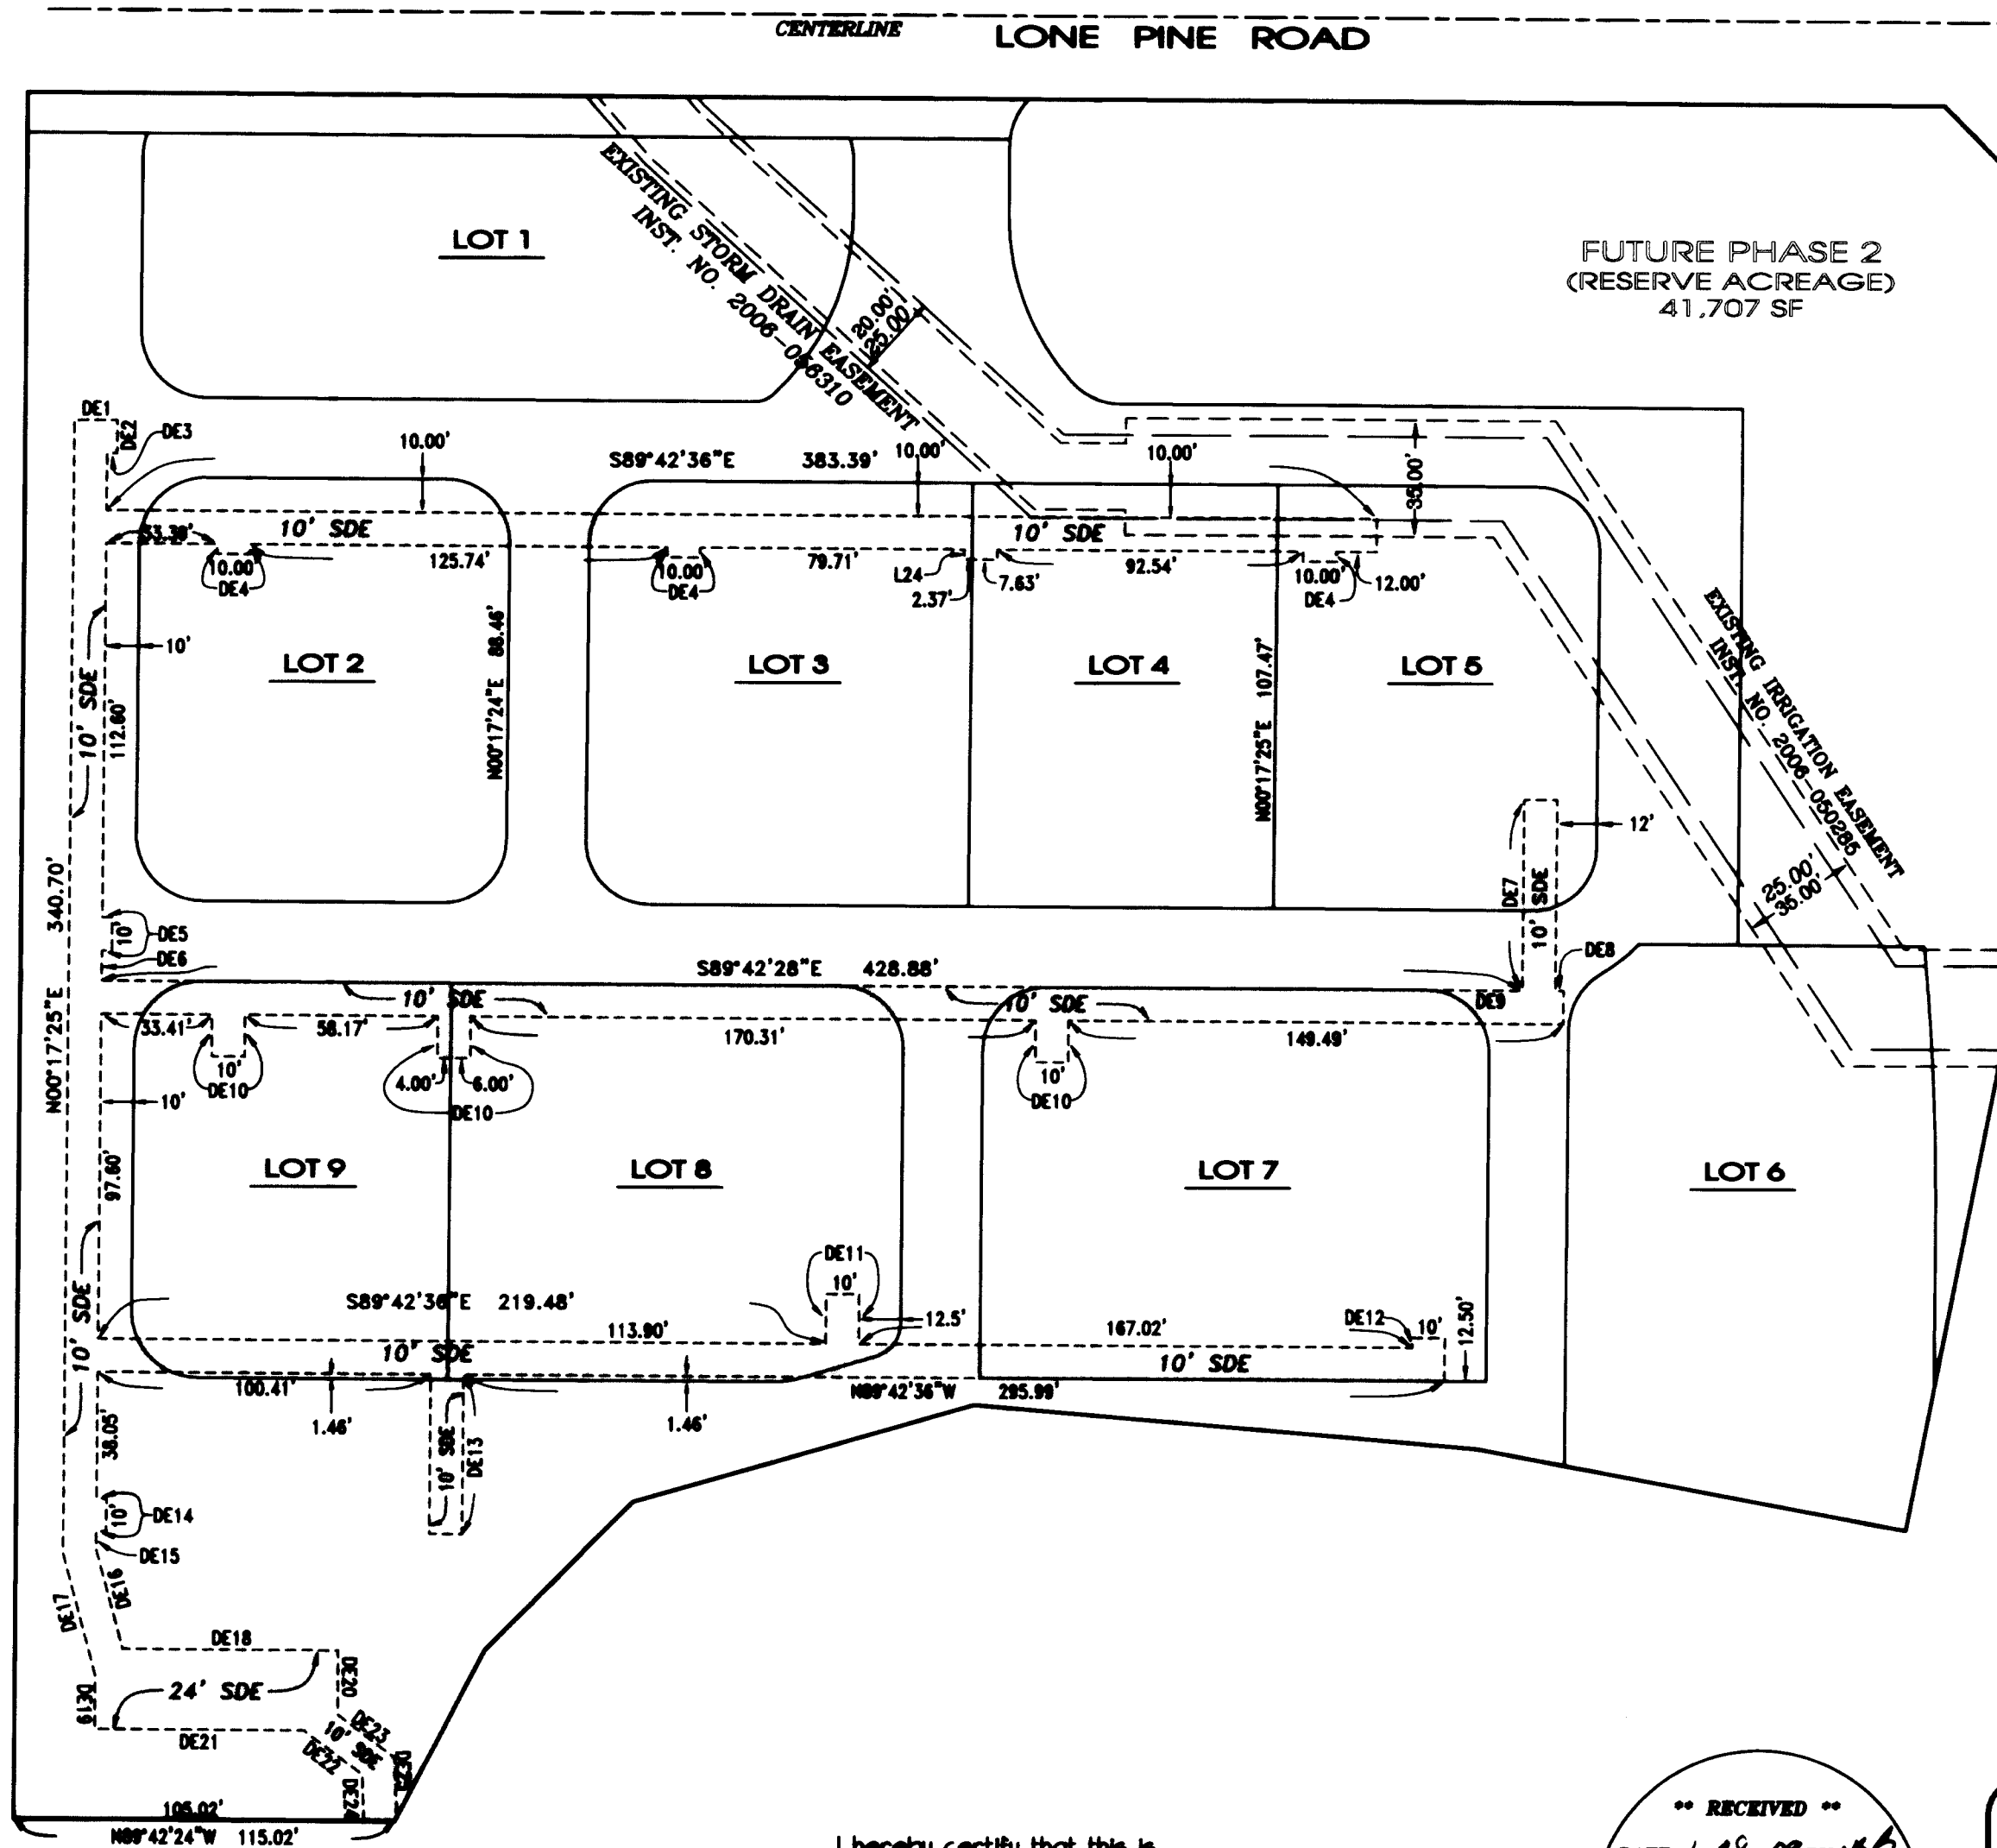 CENTERLINE
LONE PINE ROAD
EXISTING STORM DRAIN EASEMENT
INST. NO. 2006-056310
LOT 1
FUTURE PHASE 2
(RESERVE ACREAGE)
41,707 SF
20.00'
25.00'
DE1
DE2
DE3
10.00'
S89°42'36"E 383.39'
10.00'
10.00'
35.00'
10' SDE
10' SDE
33.39'
10.00'
DE4
125.74'
10.00'
DE4
79.71'
L24
2.37'
7.63'
92.54'
10.00'
DE4
12.00'
10'
10' SDE
112.60'
LOT 2
N00°17'24"E 88.46'
LOT 3
LOT 4
N00°17'25"E 107.47'
LOT 5
EXISTING IRRIGATION EASEMENT
INST. NO. 2006-050285
12'
DE7
10' SDE
25.00'
35.00'
N00°17'25"E 340.70'
10'
DE5
DE6
S89°42'28"E 428.88'
DE8
DE9
10' SDE
10' SDE
33.41'
10'
DE10
58.17'
4.00'
6.00'
DE10
170.31'
10'
DE10
149.49'
10'
97.60'
LOT 9
LOT 8
LOT 7
LOT 6
10' SDE
S89°42'36"E 219.48'
DE11
10'
12.5'
113.90'
167.02'
DE12
10'
12.50'
10' SDE
10' SDE
100.41'
1.46'
1.46'
N89°42'36"W 295.99'
38.05'
10' SDE
DE13
10'
DE14
DE15
DE16
DE17
DE18
DE19
24' SDE
DE20
DE21
DE23
10' SDE
DE22
DE24
105.02'
N89°42'24"W 115.02'
I hereby certify that this is
** RECEIVED **